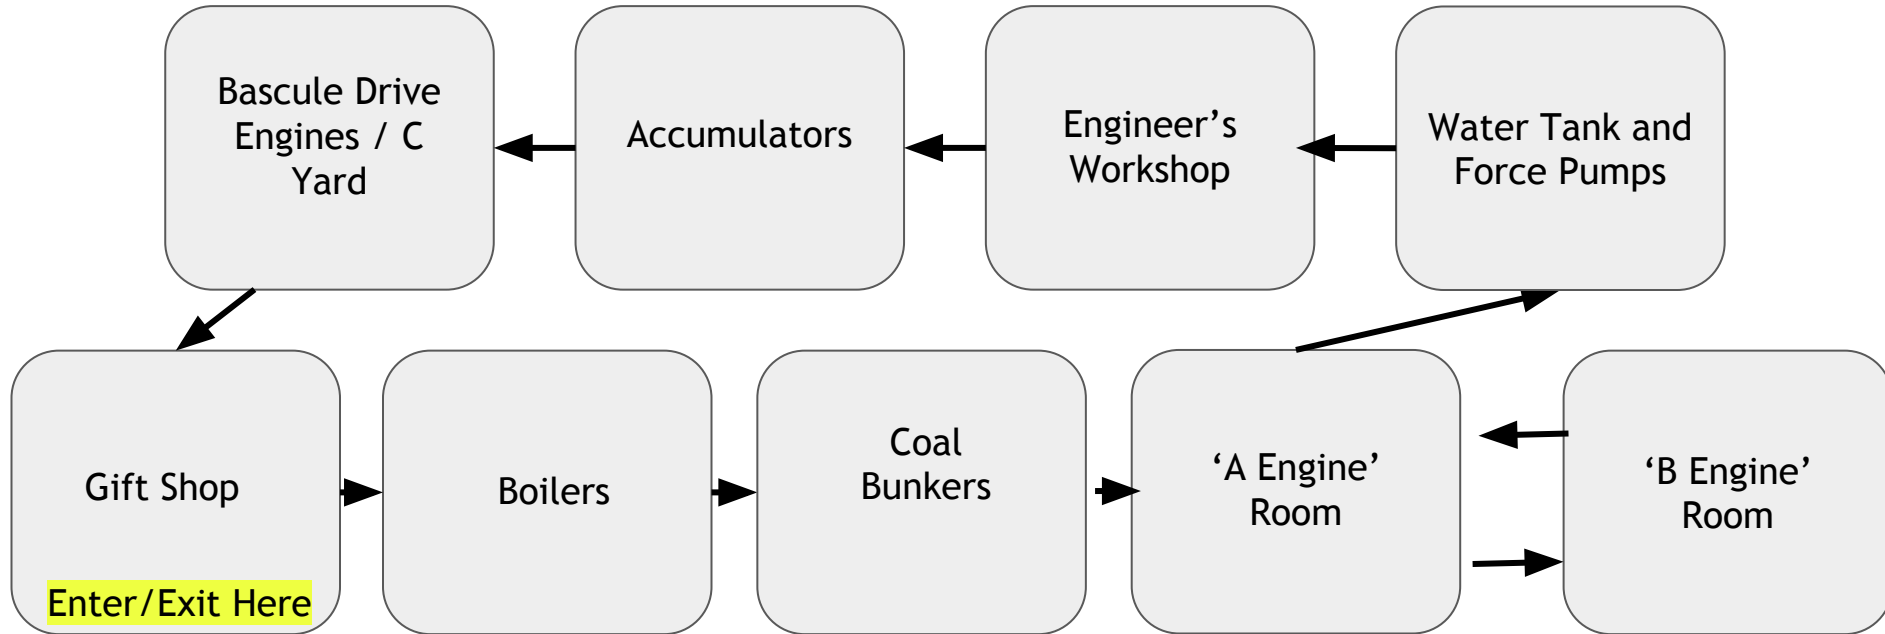 Bascule Drive
Engines / C
Yard
Accumulators
Engineer’s
Workshop
Water Tank and
Force Pumps
Gift Shop
Enter/Exit Here
Boilers
Coal
Bunkers
‘A Engine’
Room
‘B Engine’
Room